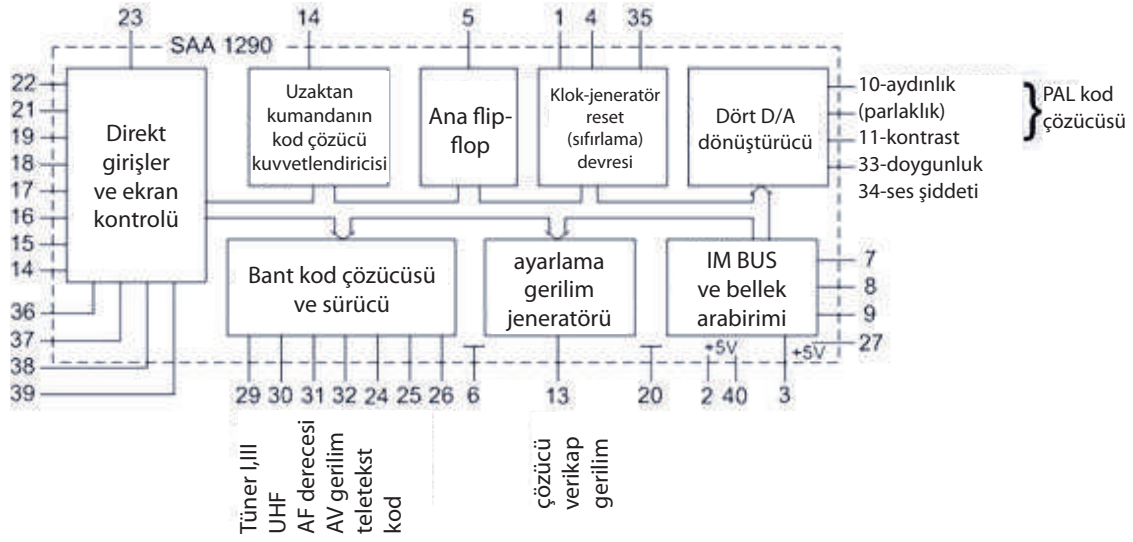 23
14
5
1
4
35
SAA 1290
22
21
19
18
17
16
15
14
36
37
38
39
Direkt
girişler
ve ekran
kontrolü
Uzaktan
kumandanın
kod çözücü
kuvvetlendiricisi
Ana flip-
flop
Klok-jeneratör
reset
(sıfırlama)
devresi
Dört D/A
dönüştürücü
10-aydınlık
(parlaklık)
11-kontrast
33-doygunluk
34-ses şiddeti
} PAL kod
çözücüsü
Bant kod çözücüsü
ve sürücü
ayarlama
gerilim
jeneratörü
IM BUS
ve bellek
arabirimi
7
8
9
27
+5V
+5V
29
30
31
32
24
25
26
6
13
20
2
40
3
Tüner I,III
UHF
AF derecesi
AV gerilim
teletekst
kod
çözücü
verikap
gerilim